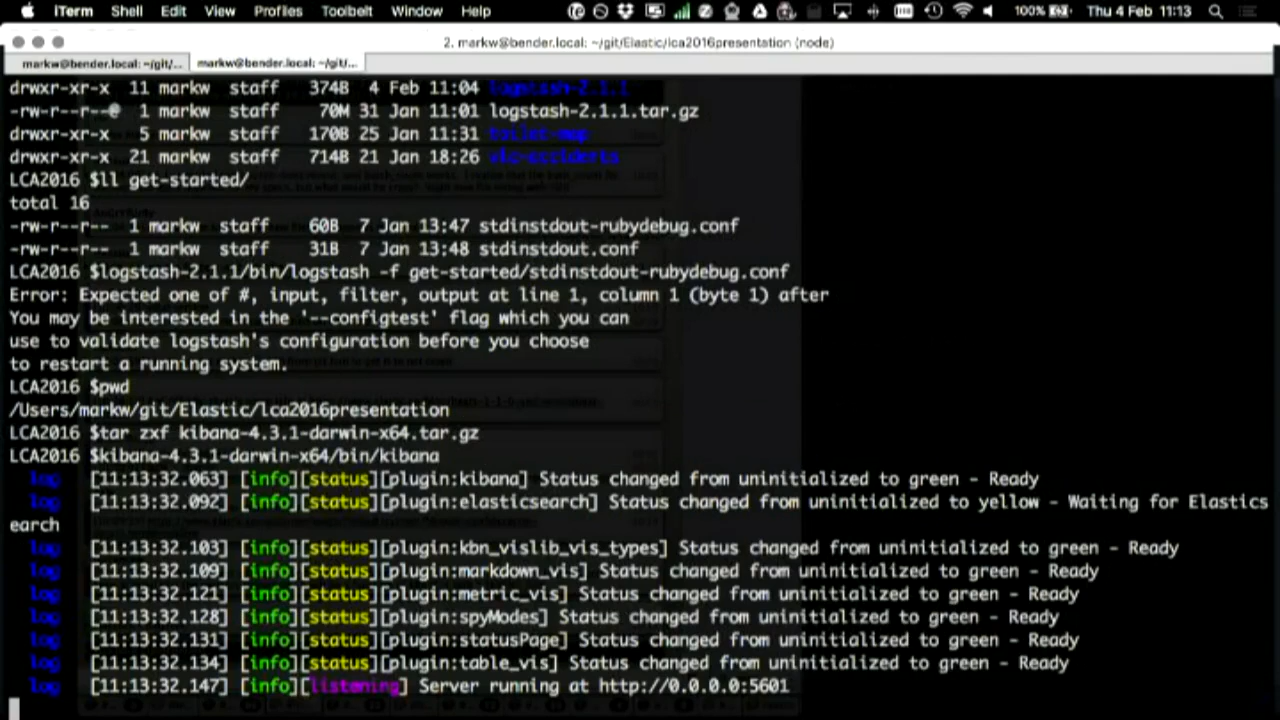 iTerm Shell Edit View Profiles Toolbelt Window Help 100% Thu 4 Feb 11:13
2. markw@bender.local: ~/git/Elastic/lca2016presentation (node)
markw@bender.local: ~/git/... markw@bender.local: ~/git/...
drwxr-xr-x 11 markw staff 374B 4 Feb 11:04 logstash-2.1.1
-rw-r--r--@ 1 markw staff 70M 31 Jan 11:01 logstash-2.1.1.tar.gz
drwxr-xr-x 5 markw staff 170B 25 Jan 11:31 toilet-map
drwxr-xr-x 21 markw staff 714B 21 Jan 18:26 vic-accidents
LCA2016 $ll get-started/
total 16
-rw-r--r-- 1 markw staff 60B 7 Jan 13:47 stdinstdout-rubydebug.conf
-rw-r--r-- 1 markw staff 31B 7 Jan 13:48 stdinstdout.conf
LCA2016 $logstash-2.1.1/bin/logstash -f get-started/stdinstdout-rubydebug.conf
Error: Expected one of #, input, filter, output at line 1, column 1 (byte 1) after
You may be interested in the '--configtest' flag which you can
use to validate logstash's configuration before you choose
to restart a running system.
LCA2016 $pwd
/Users/markw/git/Elastic/lca2016presentation
LCA2016 $tar zxf kibana-4.3.1-darwin-x64.tar.gz
LCA2016 $kibana-4.3.1-darwin-x64/bin/kibana
log [11:13:32.063] [info][status][plugin:kibana] Status changed from uninitialized to green - Ready
log [11:13:32.092] [info][status][plugin:elasticsearch] Status changed from uninitialized to yellow - Waiting for Elastics
earch
log [11:13:32.103] [info][status][plugin:kbn_vislib_vis_types] Status changed from uninitialized to green - Ready
log [11:13:32.109] [info][status][plugin:markdown_vis] Status changed from uninitialized to green - Ready
log [11:13:32.121] [info][status][plugin:metric_vis] Status changed from uninitialized to green - Ready
log [11:13:32.128] [info][status][plugin:spyModes] Status changed from uninitialized to green - Ready
log [11:13:32.131] [info][status][plugin:statusPage] Status changed from uninitialized to green - Ready
log [11:13:32.134] [info][status][plugin:table_vis] Status changed from uninitialized to green - Ready
log [11:13:32.147] [info][listening] Server running at http://0.0.0.0:5601